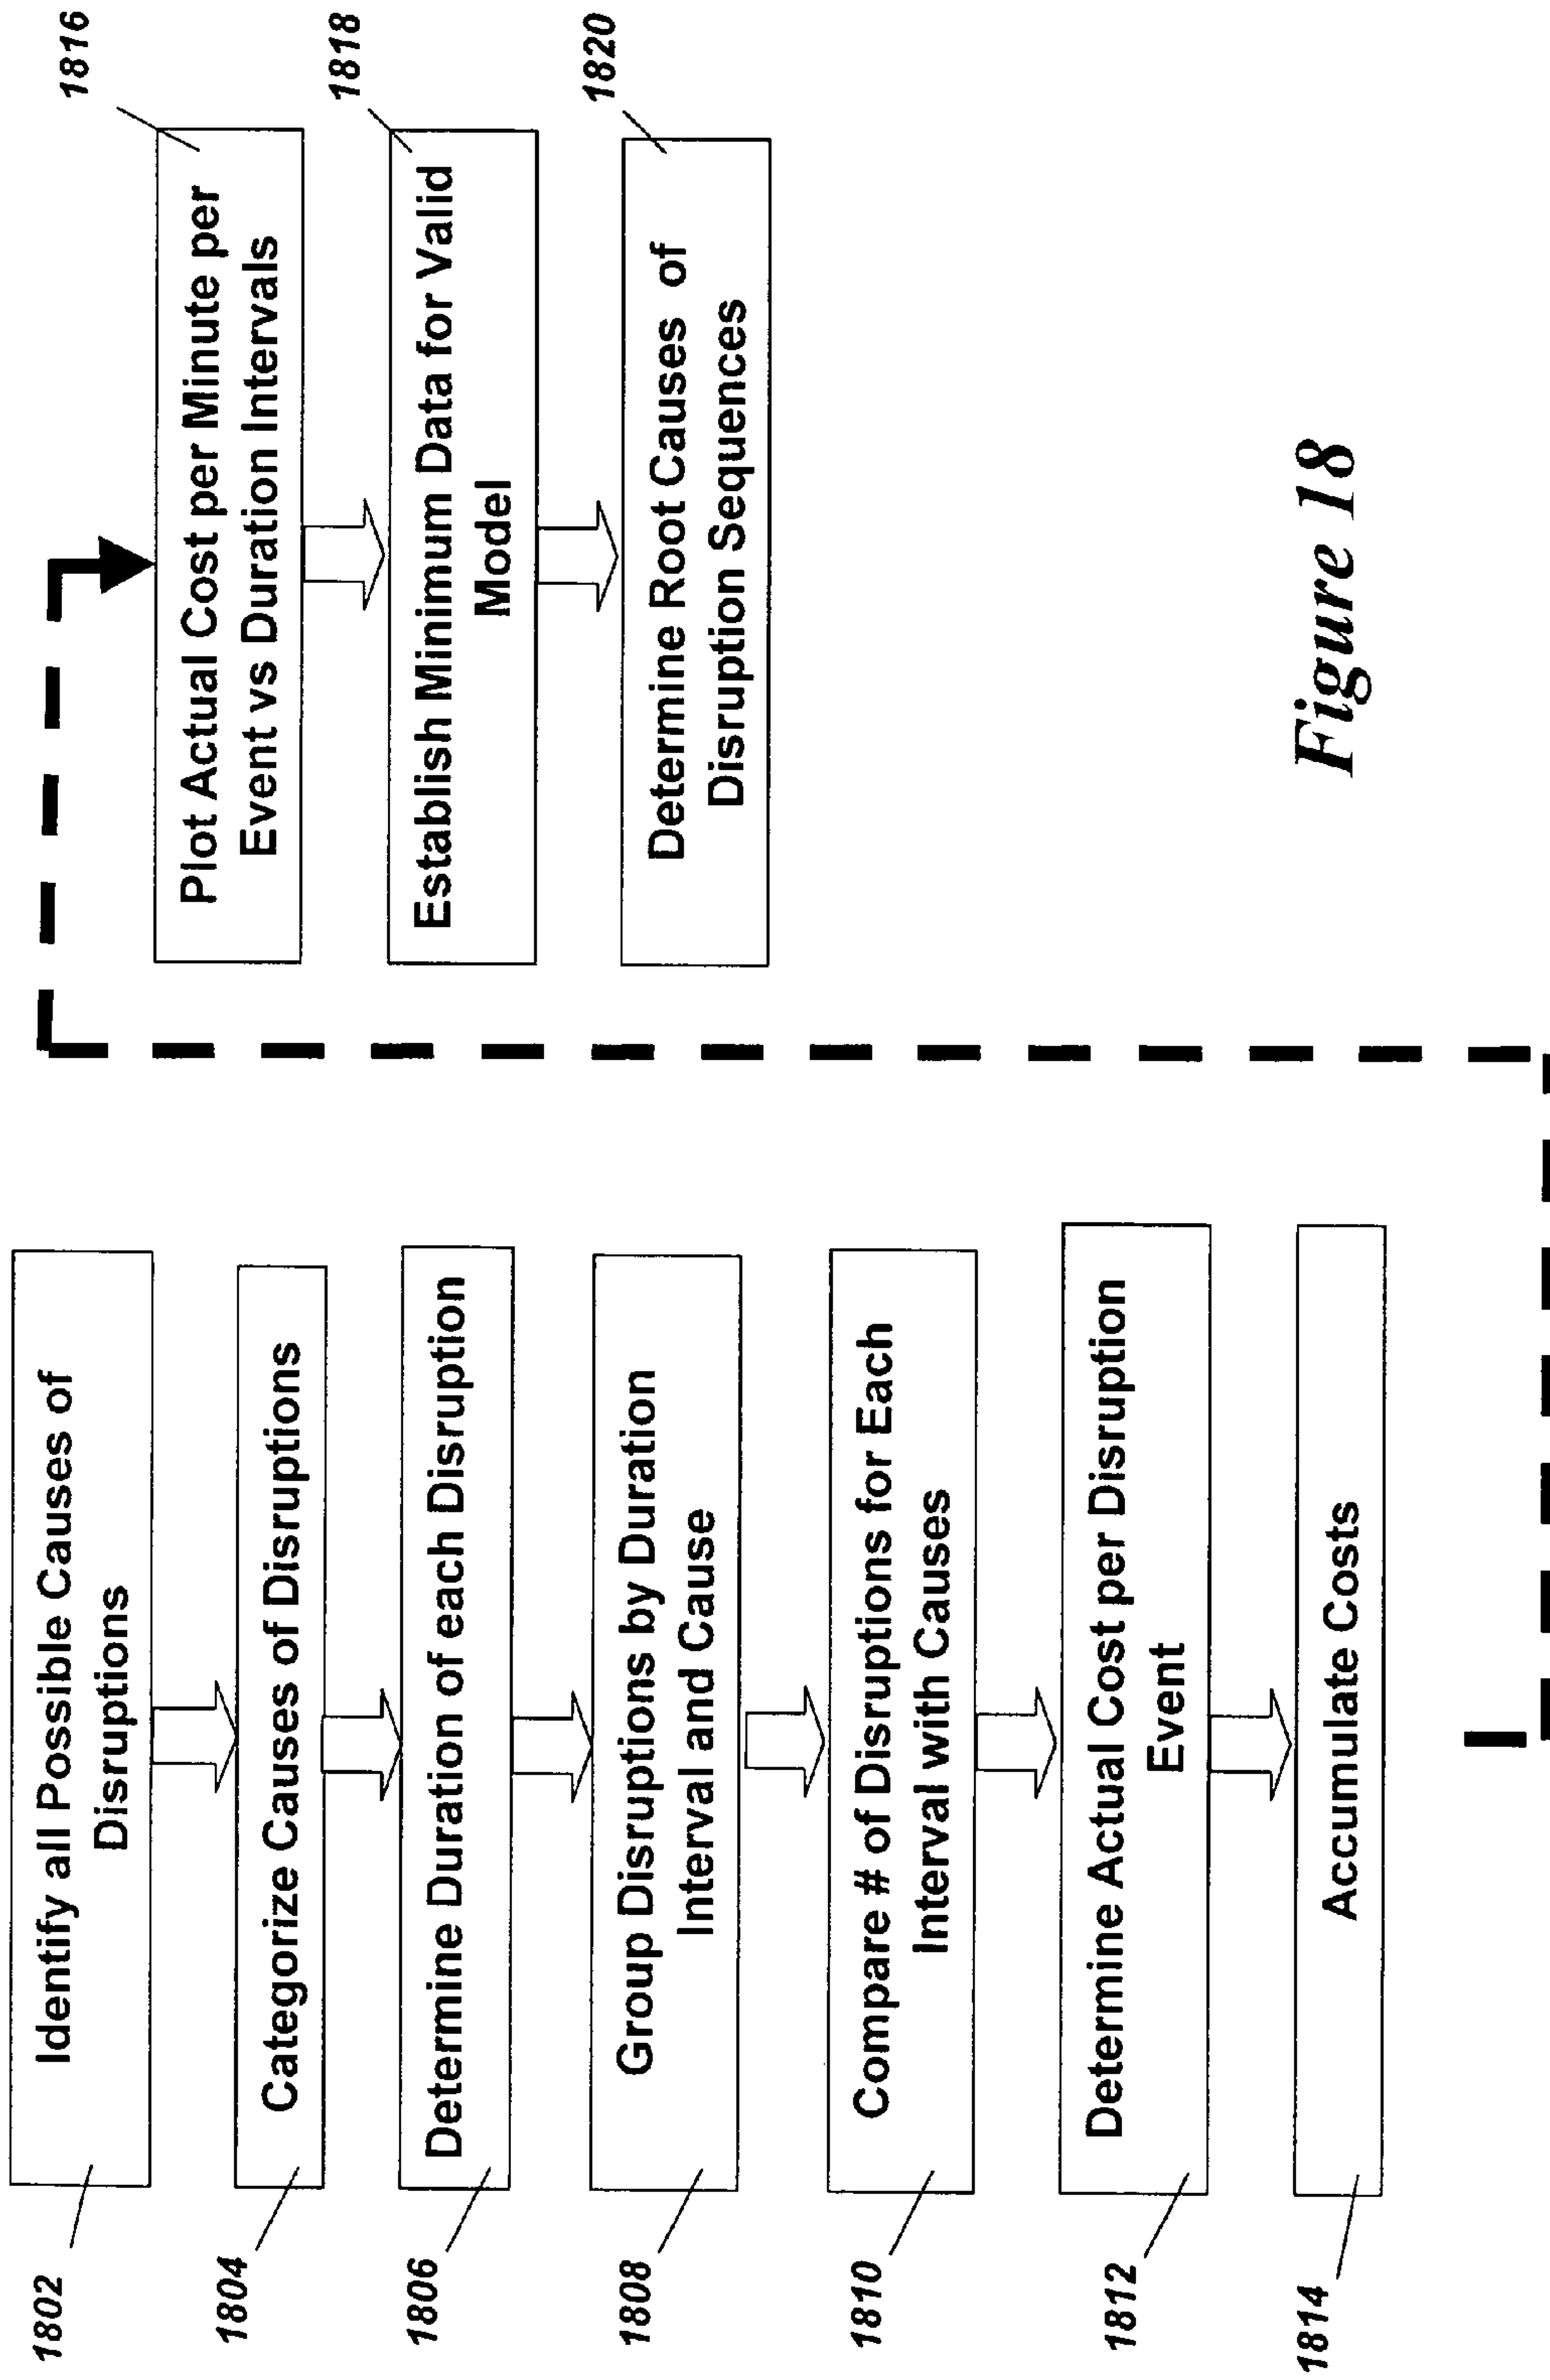 1802
Identify all Possible Causes of
Disruptions
1804
Categorize Causes of Disruptions
1806
Determine Duration of each Disruption
1808
Group Disruptions by Duration
Interval and Cause
1810
Compare # of Disruptions for Each
Interval with Causes
1812
Determine Actual Cost per Disruption
Event
1814
Accumulate Costs
1816
Plot Actual Cost per Minute per
Event vs Duration Intervals
1818
Establish Minimum Data for Valid
Model
1820
Determine Root Causes of
Disruption Sequences
Figure 18